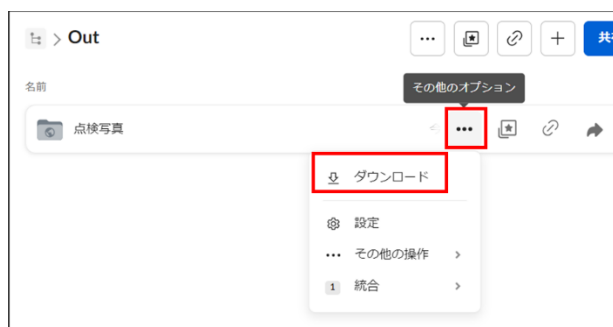 > Out
共
名前
その他のオプション
点検写真
ダウンロード
設定
その他の操作
1 統合